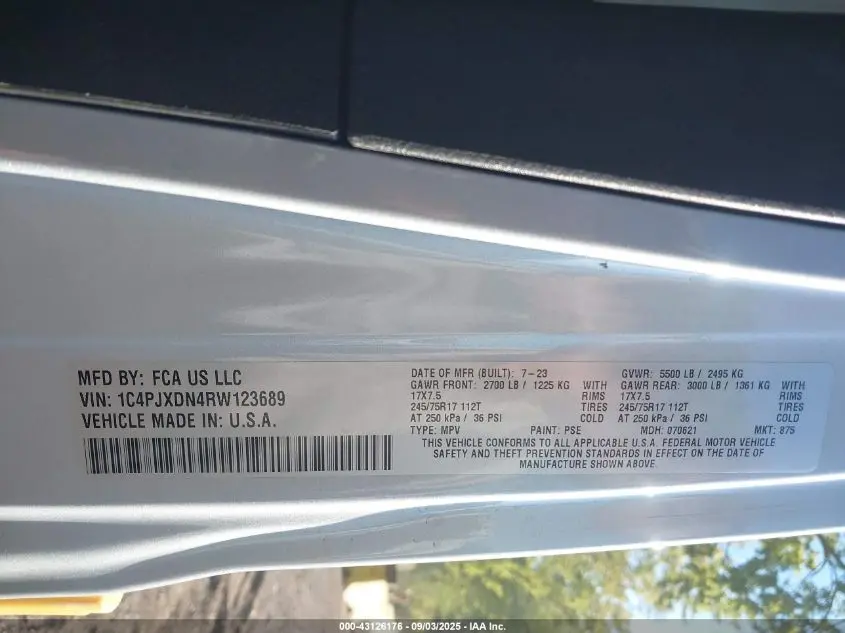 MFD BY: FCA US LLC
VIN: 1C4PJXDN4RW123689
VEHICLE MADE IN: U.S.A.
DATE OF MFR (BUILT): 7-23
GAWR FRONT: 2700 LB / 1225 KG WITH
17X7.5 RIMS
245/75R17 112T TIRES
AT 250 kPa / 36 PSI COLD
GVWR: 5500 LB / 2495 KG
GAWR REAR: 3000 LB / 1361 KG WITH
17X7.5 RIMS
245/75R17 112T TIRES
AT 250 kPa / 36 PSI COLD
TYPE: MPV PAINT: PSE MDH: 070621 MKT: 875
THIS VEHICLE CONFORMS TO ALL APPLICABLE U.S.A. FEDERAL MOTOR VEHICLE
SAFETY AND THEFT PREVENTION STANDARDS IN EFFECT ON THE DATE OF
MANUFACTURE SHOWN ABOVE.
000-43126176 - 09/03/2025 - IAA Inc.